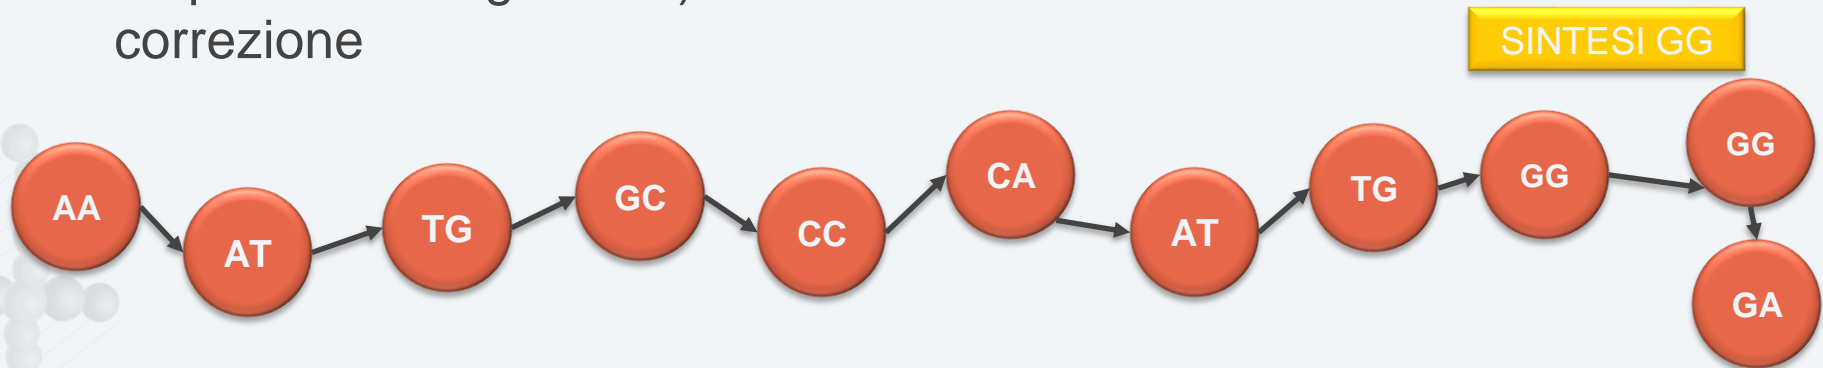 correzione
SINTESI GG
AA
AT
TG
GC
CC
CA
AT
TG
GG
GG
GA